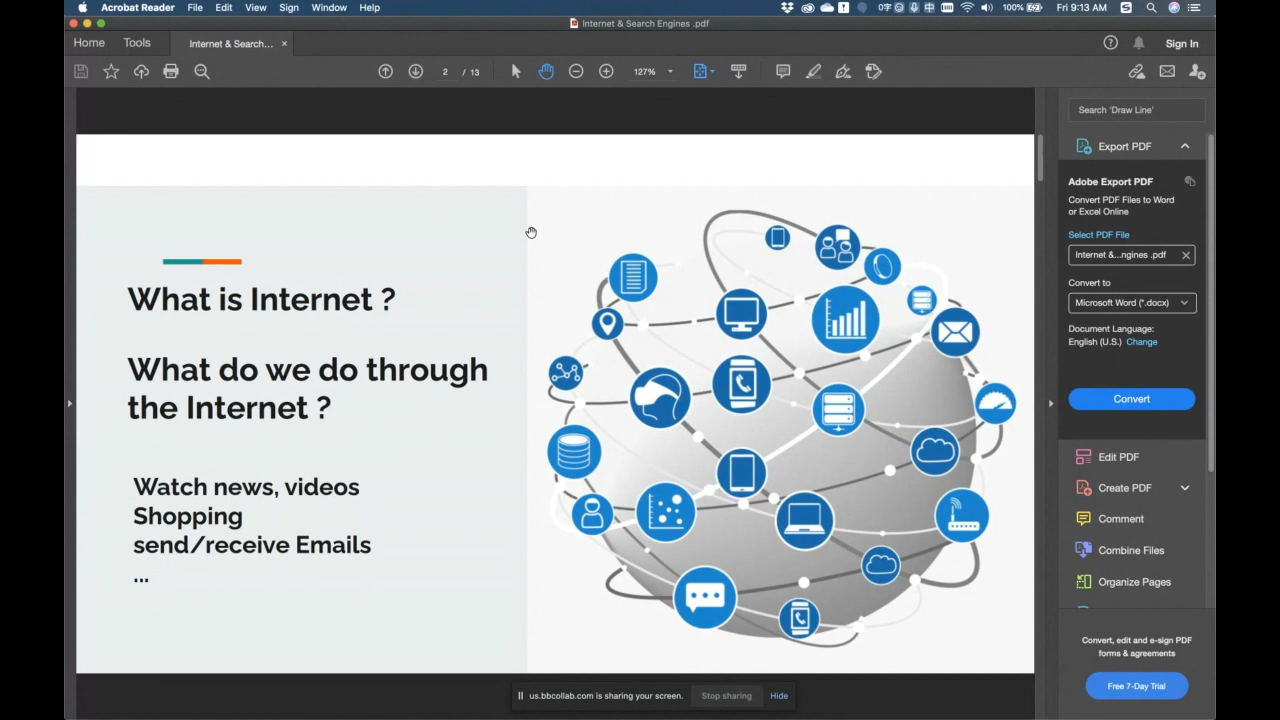 Acrobat Reader File Edit View Sign Window Help
0字 中 100% Fri 9:13 AM
Internet & Search Engines .pdf
Home Tools Internet & Search... × Sign In
2 / 13 127%
Search 'Draw Line'
Export PDF
Adobe Export PDF
Convert PDF Files to Word
or Excel Online
Select PDF File
Internet &...ngines .pdf
Convert to
Microsoft Word (*.docx)
Document Language:
English (U.S.) Change
Convert
Edit PDF
Create PDF
Comment
Combine Files
Organize Pages
Convert, edit and e-sign PDF
forms & agreements
Free 7-Day Trial
What is Internet ?
What do we do through
the Internet ?
Watch news, videos
Shopping
send/receive Emails
...
us.bbcollab.com is sharing your screen. Stop sharing Hide